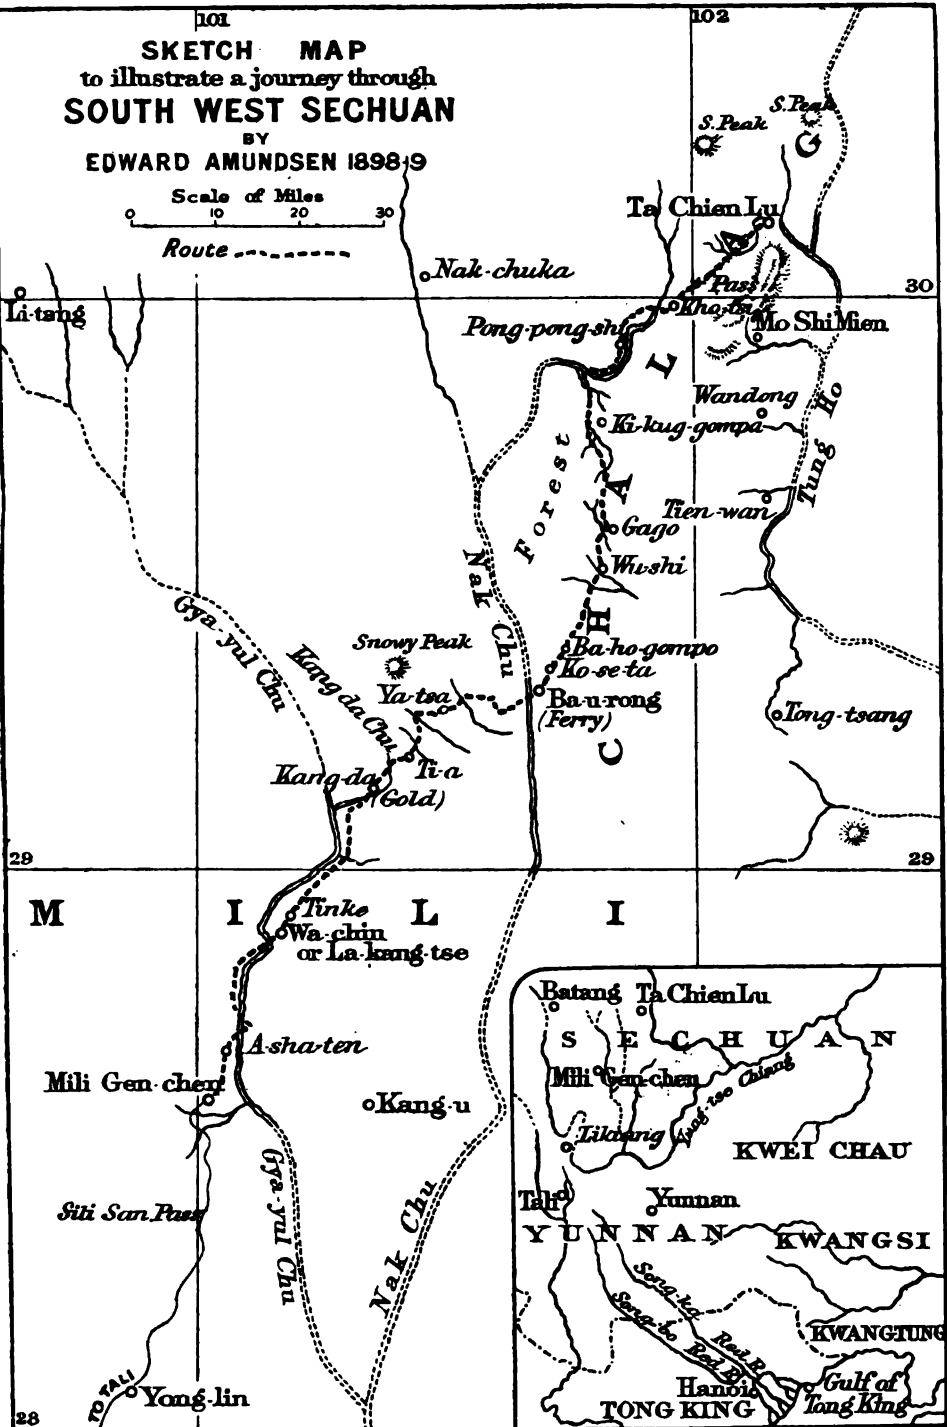 101
102
SKETCH MAP
to illustrate a journey through
SOUTH WEST SECHUAN
BY
EDWARD AMUNDSEN 1898-9
Scale of Miles
0 10 20 30
Route
S. Peak
S. Peak
Ta Chien Lu
Nak-chuka
Li-tang
30
Pass
Kho-tsi
Pong-pong-shi
Mo Shi Mien
Wandong
Ki-kug-gompa
Tung Ho
Forest
Tien-wan
Gago
Wu-shi
CHALA G
Nak Chu
Gya-yul Chu
Snowy Peak
Kang da Chu
Ba-ho-gompo
Ko-se-ta
Ya-tsa
Ba-u-rong
(Ferry)
Tong-tsang
Ti-a
Kang-da
(Gold)
29
29
MILI
Tinke
Wa-chin
or La-kang-tse
A-sha-ten
Mili Gen-chen
Kang-u
Siti San Pass
Gya-yul Chu
Nak Chu
TO TALI
Yong-lin
28
Batang
Ta Chien Lu
SECHUAN
Mili Gen-chen
Yang-tse Chiang
Likiang
KWEI CHAU
Tali
Yunnan
YUNNAN
KWANGSI
Song-ka
Red R.
Song-bo
Red R.
KWANGTUNG
Hanoi
Gulf of
Tong King
TONG KING